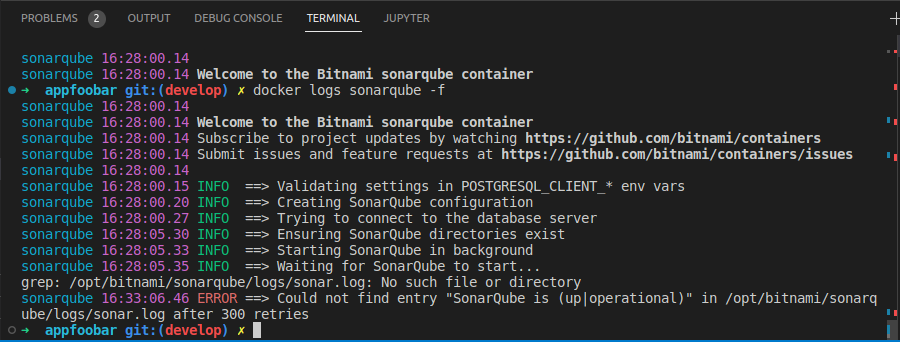 PROBLEMS 2 OUTPUT DEBUG CONSOLE TERMINAL JUPYTER
sonarqube 16:28:00.14
sonarqube 16:28:00.14 Welcome to the Bitnami sonarqube container
➜ appfoobar git:(develop) ✗ docker logs sonarqube -f
sonarqube 16:28:00.14
sonarqube 16:28:00.14 Welcome to the Bitnami sonarqube container
sonarqube 16:28:00.14 Subscribe to project updates by watching https://github.com/bitnami/containers
sonarqube 16:28:00.14 Submit issues and feature requests at https://github.com/bitnami/containers/issues
sonarqube 16:28:00.14
sonarqube 16:28:00.15 INFO ==> Validating settings in POSTGRESQL_CLIENT_* env vars
sonarqube 16:28:00.20 INFO ==> Creating SonarQube configuration
sonarqube 16:28:00.27 INFO ==> Trying to connect to the database server
sonarqube 16:28:05.30 INFO ==> Ensuring SonarQube directories exist
sonarqube 16:28:05.33 INFO ==> Starting SonarQube in background
sonarqube 16:28:05.35 INFO ==> Waiting for SonarQube to start...
grep: /opt/bitnami/sonarqube/logs/sonar.log: No such file or directory
sonarqube 16:33:06.46 ERROR ==> Could not find entry "SonarQube is (up|operational)" in /opt/bitnami/sonarq
ube/logs/sonar.log after 300 retries
➜ appfoobar git:(develop) ✗